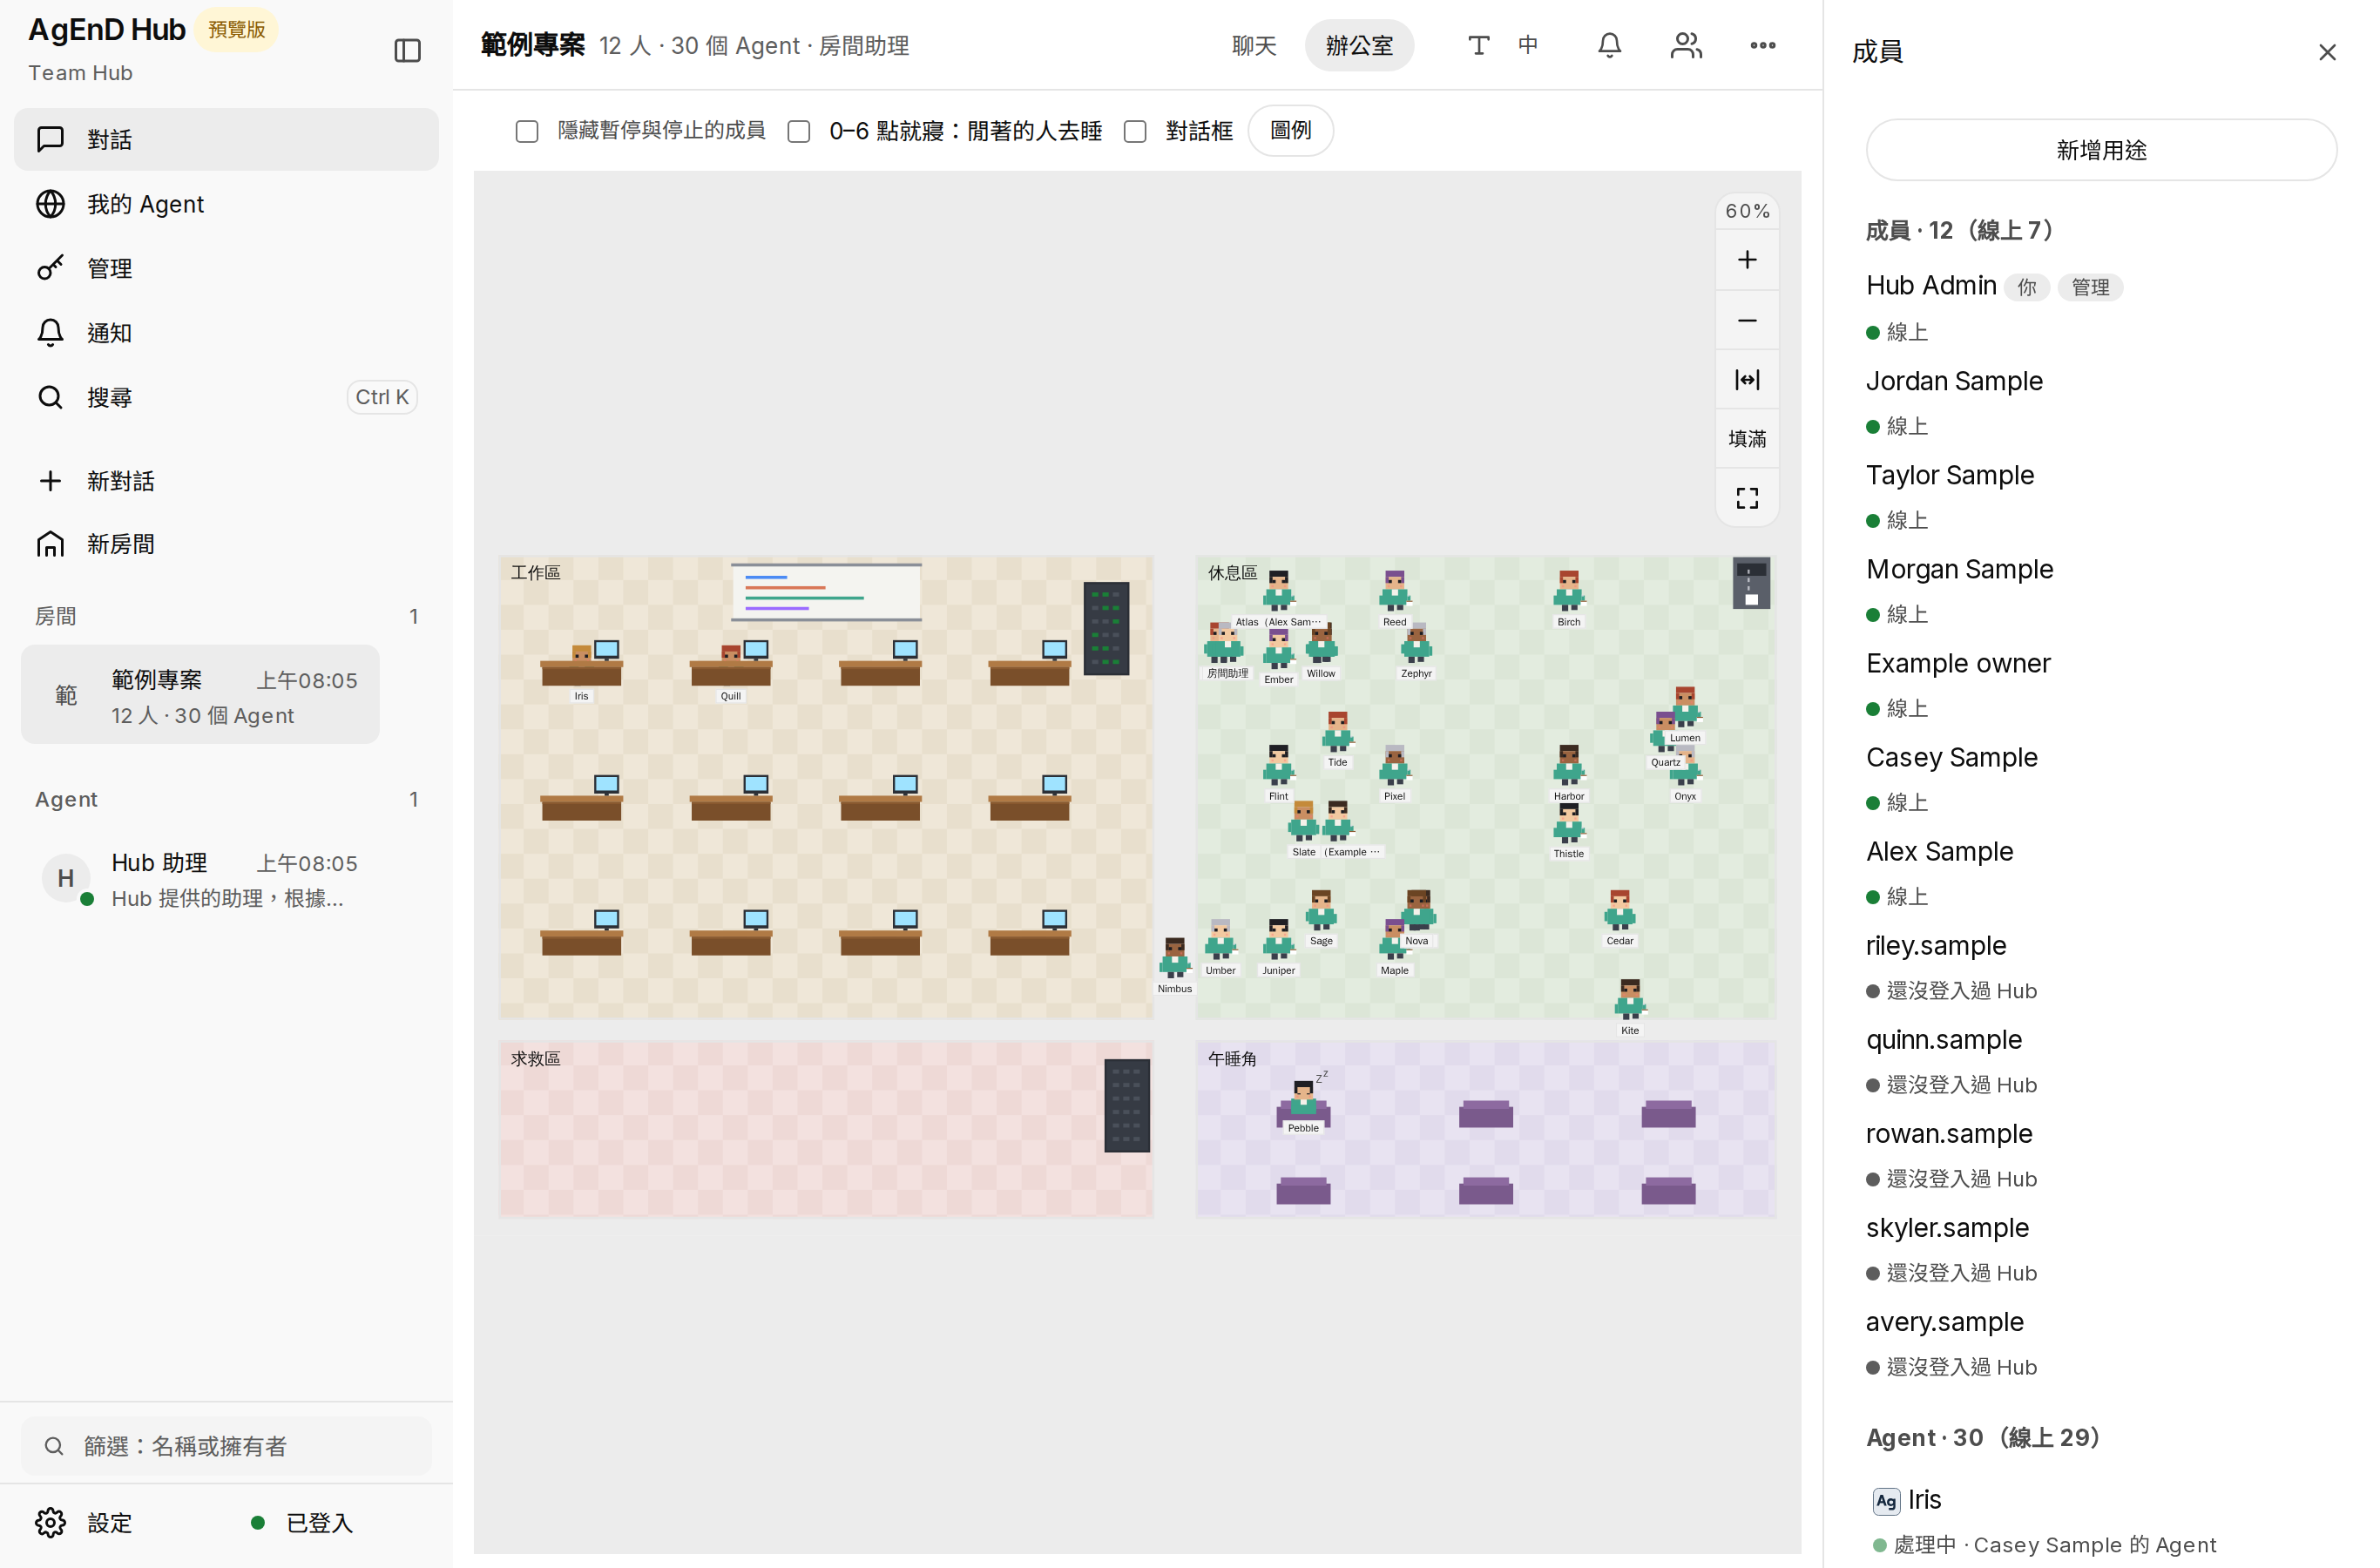 AgEnD Hub 預覽版
Team Hub
對話
我的 Agent
管理
通知
搜尋 Ctrl K
新對話
新房間
房間 1
範 範例專案 上午08:05
12 人 · 30 個 Agent
Agent 1
H Hub 助理 上午08:05
Hub 提供的助理，根據...
篩選：名稱或擁有者
設定 已登入
範例專案 12 人 · 30 個 Agent · 房間助理
聊天 辦公室 中
隱藏暫停與停止的成員 0–6 點就寢：閒著的人去睡 對話框 圖例
60%
填滿
工作區
Iris
Quill
休息區
Atlas（Alex Sam…
Reed
Birch
房間助理
Ember
Willow
Zephyr
Lumen
Tide
Quartz
Flint
Pixel
Harbor
Onyx
Slate
（Example …
Thistle
Sage
Nova
Cedar
Nimbus
Umber
Juniper
Maple
Kite
求救區
午睡角
zz
Pebble
成員
新增用途
成員 · 12（線上 7）
Hub Admin 你 管理
線上
Jordan Sample
線上
Taylor Sample
線上
Morgan Sample
線上
Example owner
線上
Casey Sample
線上
Alex Sample
線上
riley.sample
還沒登入過 Hub
quinn.sample
還沒登入過 Hub
rowan.sample
還沒登入過 Hub
skyler.sample
還沒登入過 Hub
avery.sample
還沒登入過 Hub
Agent · 30（線上 29）
Ag Iris
處理中 · Casey Sample 的 Agent